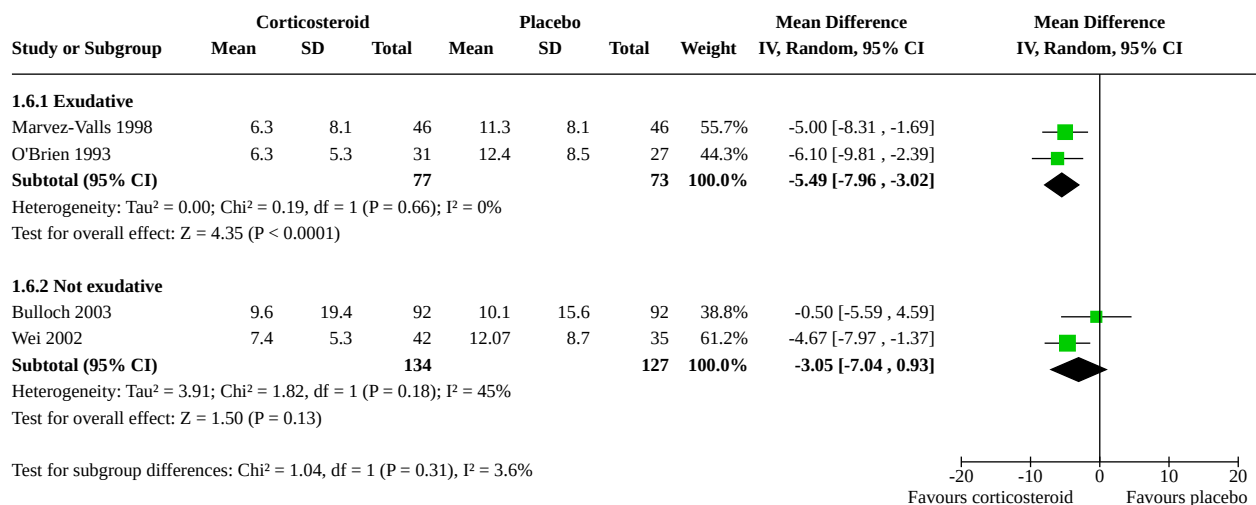 Corticosteroid Placebo Mean Difference Mean Difference
Study or Subgroup Mean SD Total Mean SD Total Weight IV, Random, 95% CI IV, Random, 95% CI
1.6.1 Exudative
Marvez-Valls 1998 6.3 8.1 46 11.3 8.1 46 55.7% -5.00 [-8.31 , -1.69]
O'Brien 1993 6.3 5.3 31 12.4 8.5 27 44.3% -6.10 [-9.81 , -2.39]
Subtotal (95% CI) 77 73 100.0% -5.49 [-7.96 , -3.02]
Heterogeneity: Tau² = 0.00; Chi² = 0.19, df = 1 (P = 0.66); I² = 0%
Test for overall effect: Z = 4.35 (P < 0.0001)
1.6.2 Not exudative
Bulloch 2003 9.6 19.4 92 10.1 15.6 92 38.8% -0.50 [-5.59 , 4.59]
Wei 2002 7.4 5.3 42 12.07 8.7 35 61.2% -4.67 [-7.97 , -1.37]
Subtotal (95% CI) 134 127 100.0% -3.05 [-7.04 , 0.93]
Heterogeneity: Tau² = 3.91; Chi² = 1.82, df = 1 (P = 0.18); I² = 45%
Test for overall effect: Z = 1.50 (P = 0.13)
Test for subgroup differences: Chi² = 1.04, df = 1 (P = 0.31), I² = 3.6%
-20 -10 0 10 20
Favours corticosteroid Favours placebo